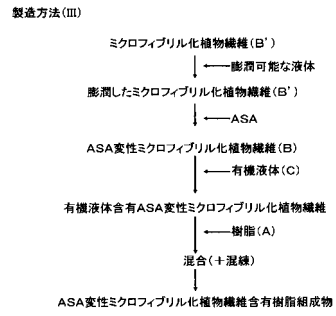 製造方法(Ⅲ)
ミクロフィブリル化植物繊維(B')
膨潤可能な液体
膨潤したミクロフィブリル化植物繊維(B')
ASA
ASA変性ミクロフィブリル化植物繊維(B)
有機液体(C)
有機液体含有ASA変性ミクロフィブリル化植物繊維
樹脂(A)
混合(+混練)
ASA変性ミクロフィブリル化植物繊維含有樹脂組成物